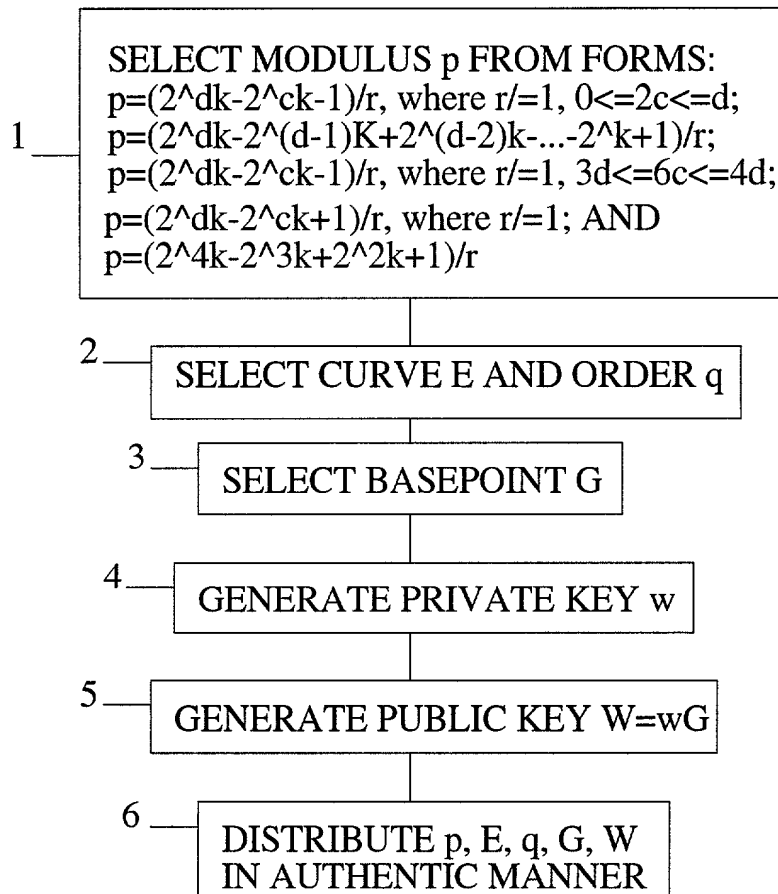 SELECT MODULUS p FROM FORMS:
p=(2^dk-2^ck-1)/r, where r/=1, 0<=2c<=d;
1
p=(2^dk-2^(d-1)K+2^(d-2)k-...-2^k+1)/r;
p=(2^dk-2^ck-1)/r, where r/=1, 3d<=6c<=4d;
p=(2^dk-2^ck+1)/r, where r/=1; AND
p=(2^4k-2^3k+2^2k+1)/r
2
SELECT CURVE E AND ORDER q
3
SELECT BASEPOINT G
4
GENERATE PRIVATE KEY w
5
GENERATE PUBLIC KEY W=wG
6
DISTRIBUTE p, E, q, G, W
IN AUTHENTIC MANNER